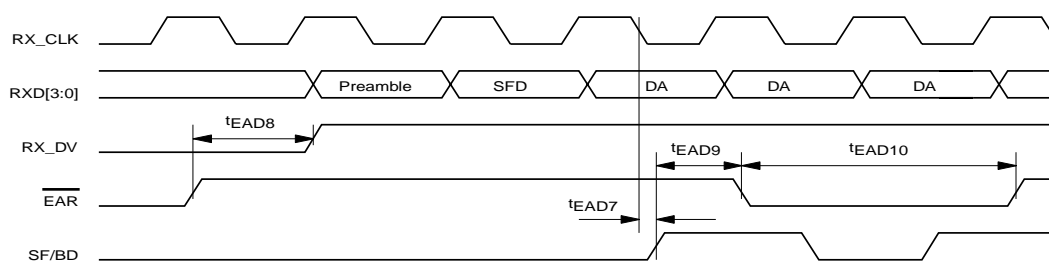 RX_CLK
RXD[3:0] Preamble SFD DA DA DA
tEAD8
RX_DV
tEAD9 tEAD10
EAR
tEAD7
SF/BD